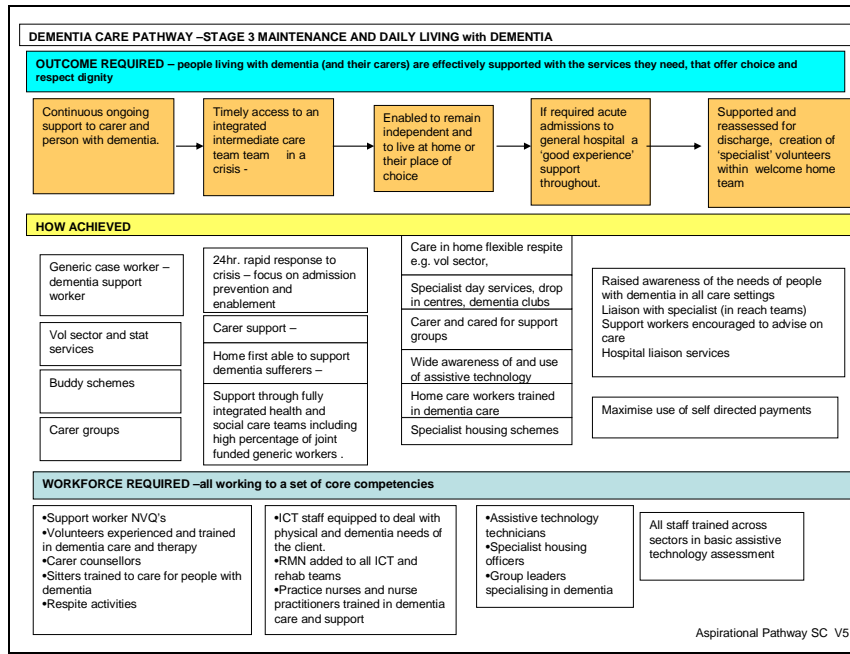 DEMENTIA CARE PATHWAY –STAGE 3 MAINTENANCE AND DAILY LIVING with DEMENTIA
OUTCOME REQUIRED – people living with dementia (and their carers) are effectively supported with the services they need, that offer choice and
respect dignity
Continuous ongoing
support to carer and
person with dementia.
Timely access to an
integrated
intermediate care
team team in a
crisis -
Enabled to remain
independent and
to live at home or
their place of
choice
If required acute
admissions to
general hospital a
'good experience'
support
throughout.
Supported and
reassessed for
discharge, creation of
'specialist' volunteers
within welcome home
team
HOW ACHIEVED
Generic case worker –
dementia support
worker
Vol sector and stat
services
Buddy schemes
Carer groups
24hr. rapid response to
crisis – focus on admission
prevention and
enablement
Carer support –
Home first able to support
dementia sufferers –
Support through fully
integrated health and
social care teams including
high percentage of joint
funded generic workers .
Care in home flexible respite
e.g. vol sector,
Specialist day services, drop
in centres, dementia clubs
Carer and cared for support
groups
Wide awareness of and use
of assistive technology
Home care workers trained
in dementia care
Specialist housing schemes
Raised awareness of the needs of people
with dementia in all care settings
Liaison with specialist (in reach teams)
Support workers encouraged to advise on
care
Hospital liaison services
Maximise use of self directed payments
WORKFORCE REQUIRED –all working to a set of core competencies
•Support worker NVQ's
•Volunteers experienced and trained
in dementia care and therapy
•Carer counsellors
•Sitters trained to care for people with
dementia
•Respite activities
•ICT staff equipped to deal with
physical and dementia needs of
the client.
•RMN added to all ICT and
rehab teams
•Practice nurses and nurse
practitioners trained in dementia
care and support
•Assistive technology
technicians
•Specialist housing
officers
•Group leaders
specialising in dementia
All staff trained across
sectors in basic assistive
technology assessment
Aspirational Pathway SC V5